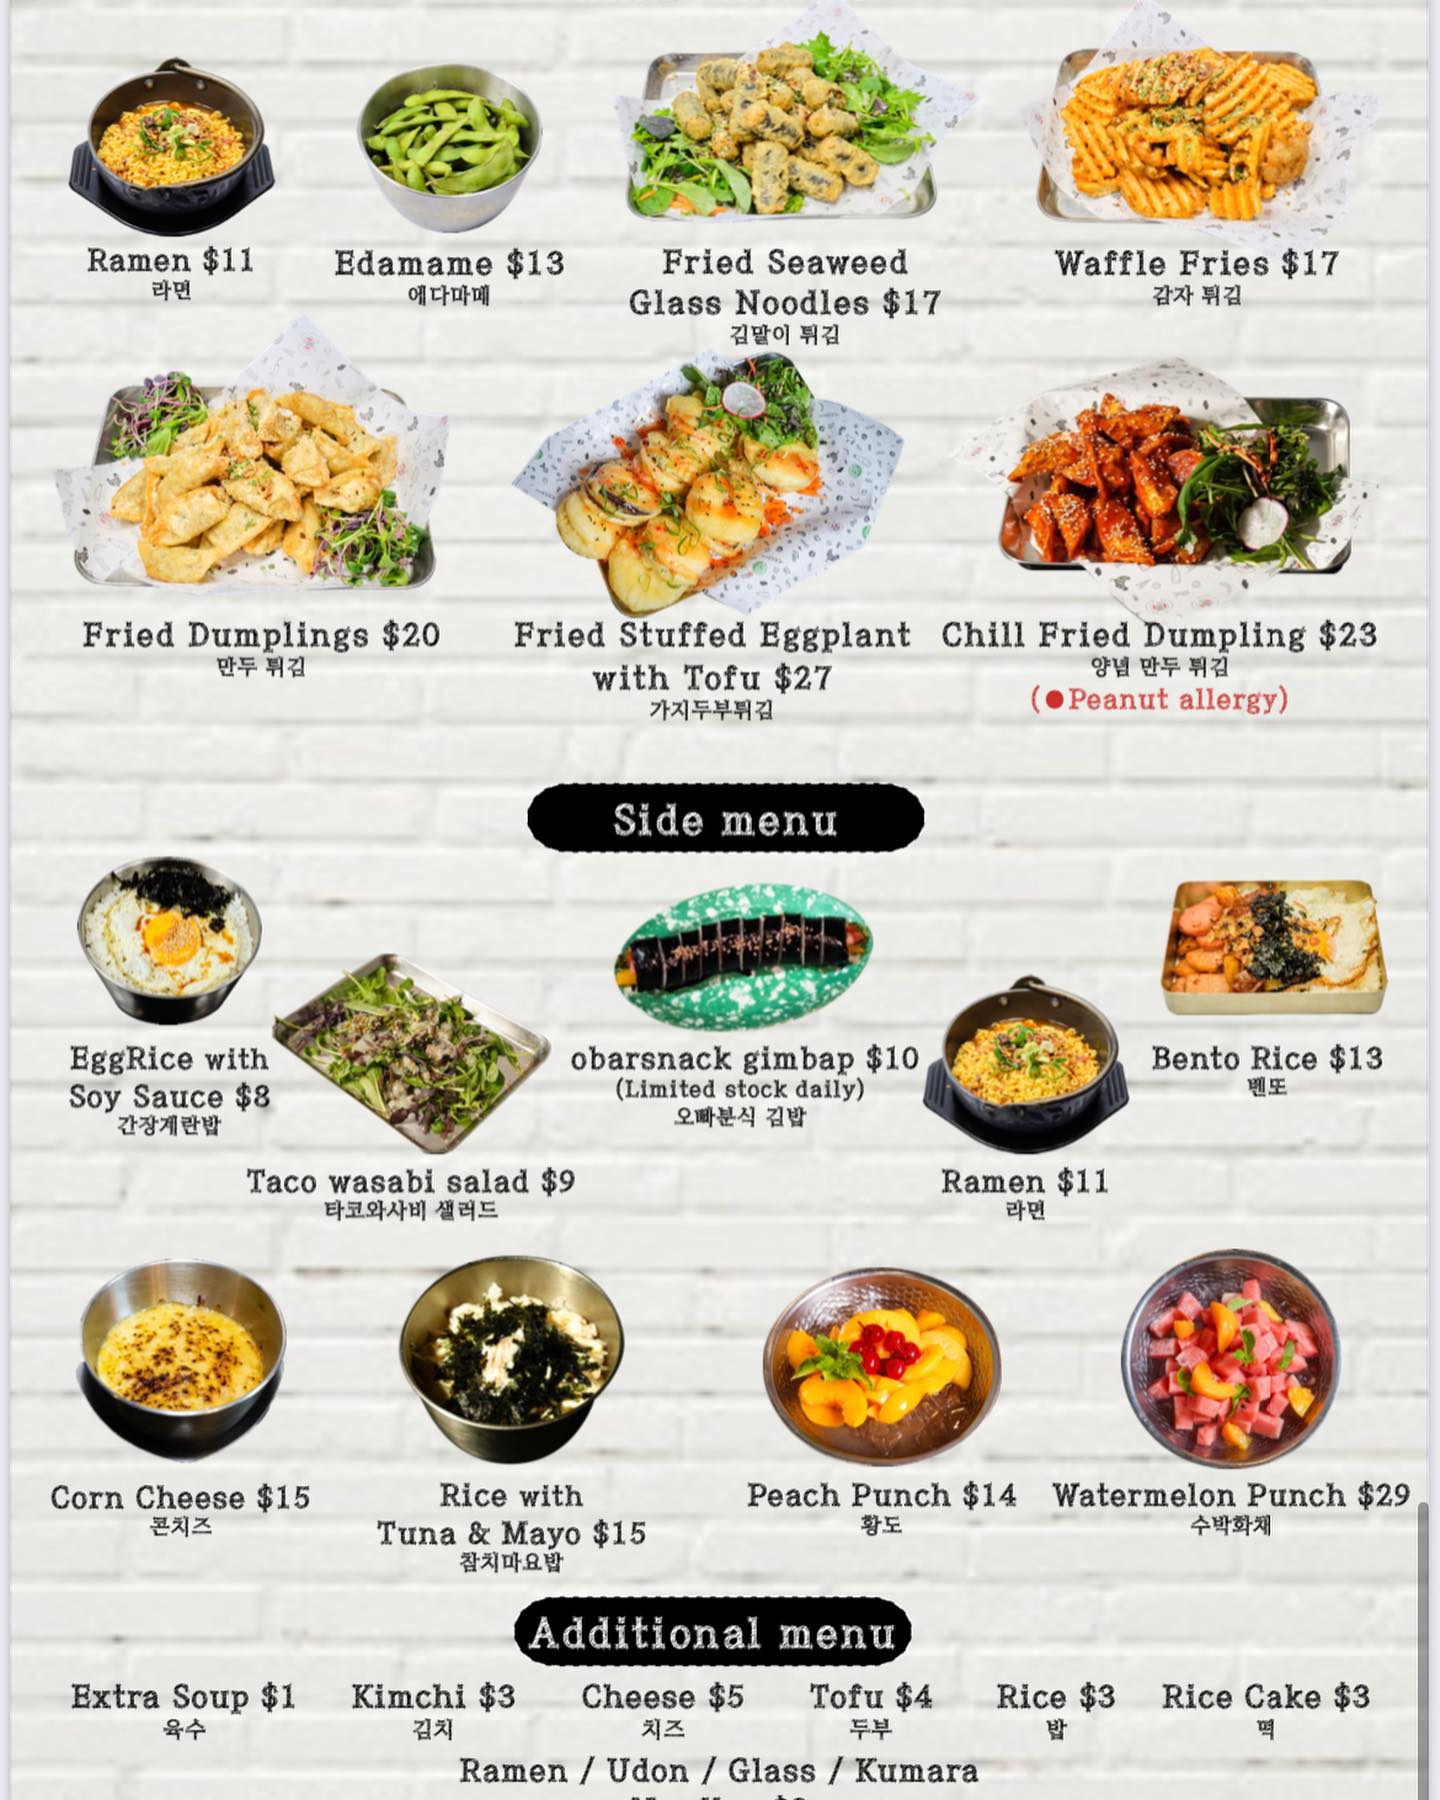 Ramen $11
라면
Edamame $13
에다마메
Fried Seaweed
Glass Noodles $17
김말이 튀김
Waffle Fries $17
감자 튀김
Fried Dumplings $20
만두 튀김
Fried Stuffed Eggplant
with Tofu $27
가지두부튀김
Chill Fried Dumpling $23
양념 만두 튀김
(●Peanut allergy)
Side menu
EggRice with
Soy Sauce $8
간장계란밥
Taco wasabi salad $9
타코와사비 샐러드
obarsnack gimbap $10
(Limited stock daily)
오빠분식 김밥
Ramen $11
라면
Bento Rice $13
벤또
Corn Cheese $15
콘치즈
Rice with
Tuna & Mayo $15
참치마요밥
Peach Punch $14
황도
Watermelon Punch $29
수박화채
Additional menu
Extra Soup $1
육수
Kimchi $3
김치
Cheese $5
치즈
Tofu $4
두부
Rice $3
밥
Rice Cake $3
떡
Ramen / Udon / Glass / Kumara